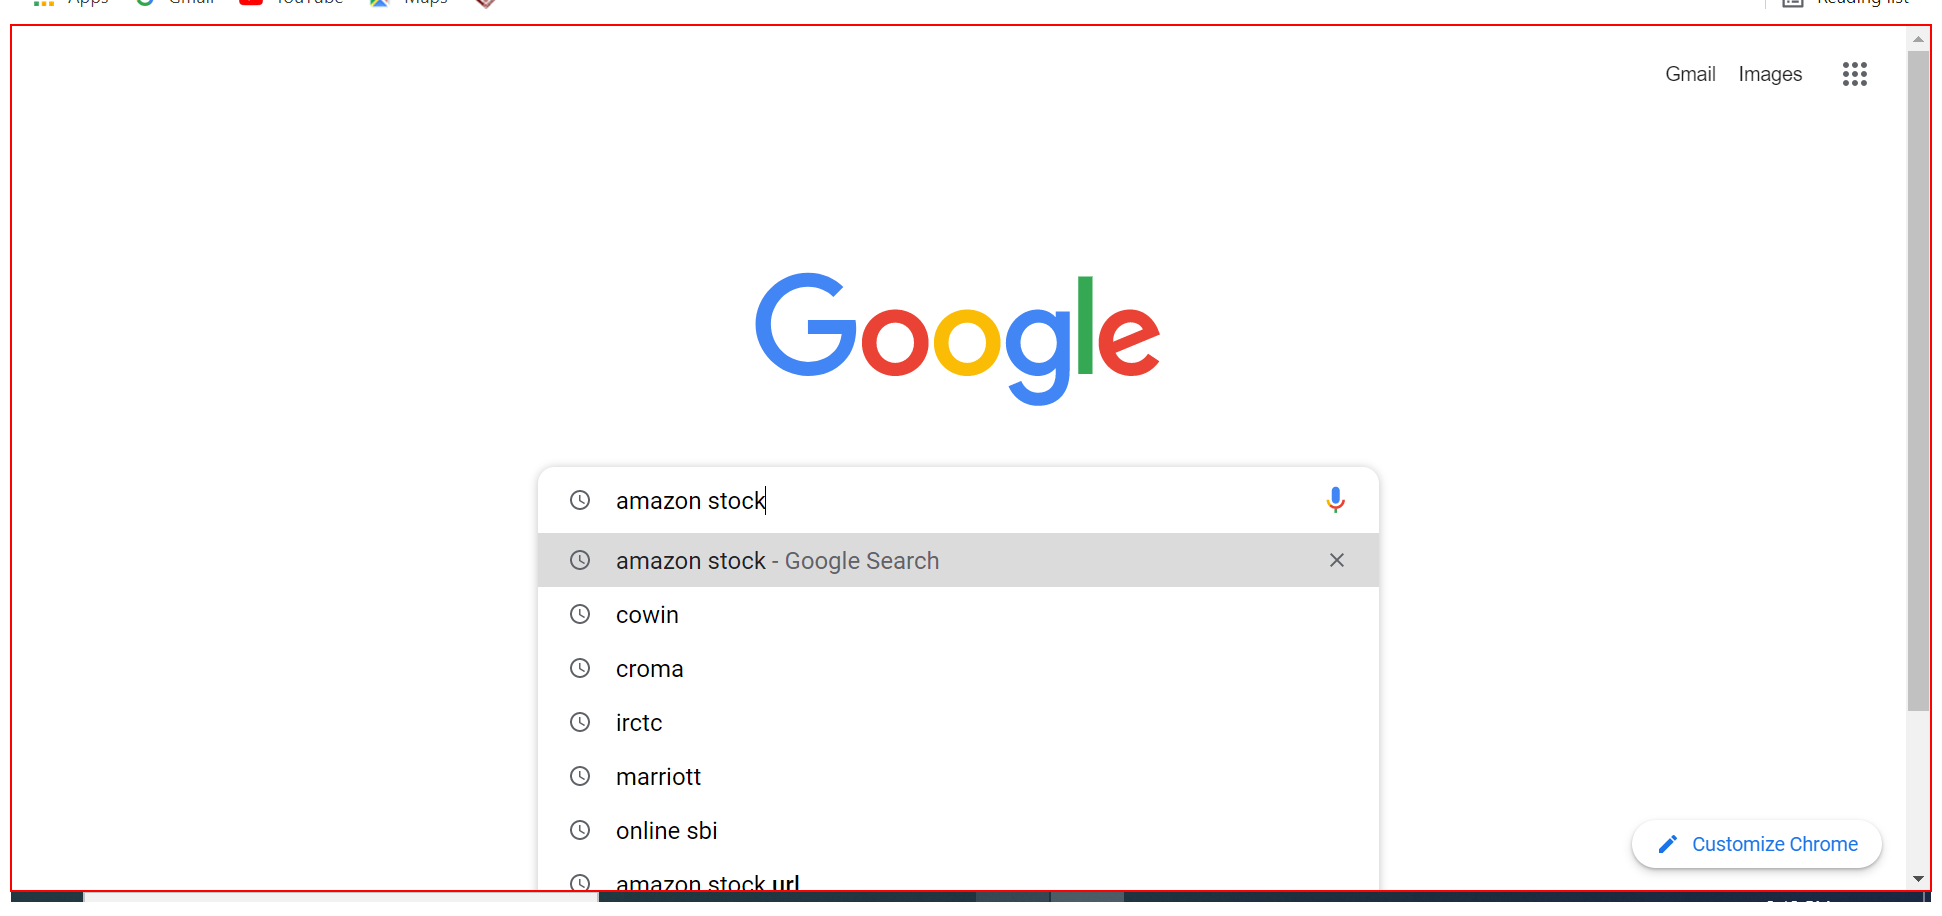 Apps Gmail YouTube Maps Reading list
Gmail Images
Google
amazon stock
amazon stock - Google Search
cowin
croma
irctc
marriott
online sbi
Customize Chrome
amazon stock url